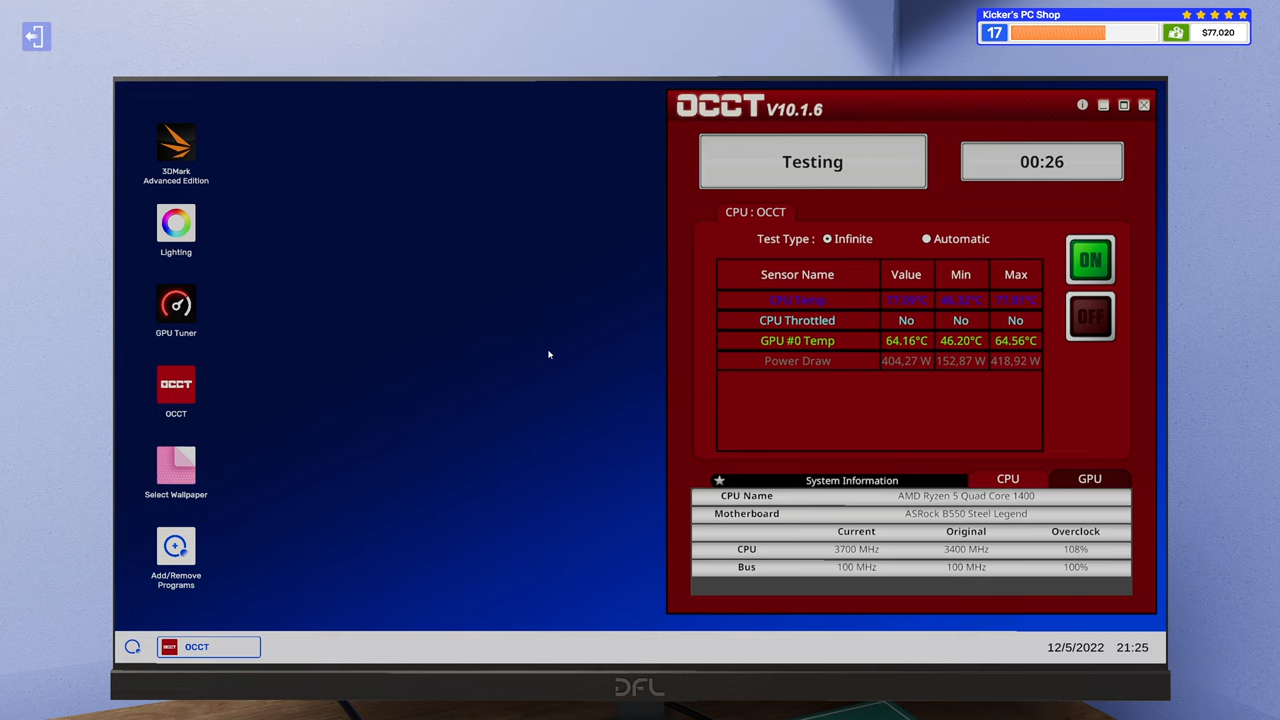 Kicker's PC Shop
17
$77,020
OCCT V10.1.6
Testing
00:26
3DMark
Advanced Edition
Lighting
GPU Tuner
OCCT
OCCT
Select Wallpaper
Add/Remove
Programs
CPU : OCCT
Test Type : Infinite Automatic
ON
OFF
Sensor Name Value Min Max
CPU Temp
CPU Throttled No No No
GPU #0 Temp 64.16°C 46.20°C 64.56°C
Power Draw 404,27 W 152,87 W 418,92 W
System Information CPU GPU
CPU Name AMD Ryzen 5 Quad Core 1400
Motherboard ASRock B550 Steel Legend
Current Original Overclock
CPU 3700 MHz 3400 MHz 108%
Bus 100 MHz 100 MHz 100%
OCCT OCCT
12/5/2022 21:25
DFL